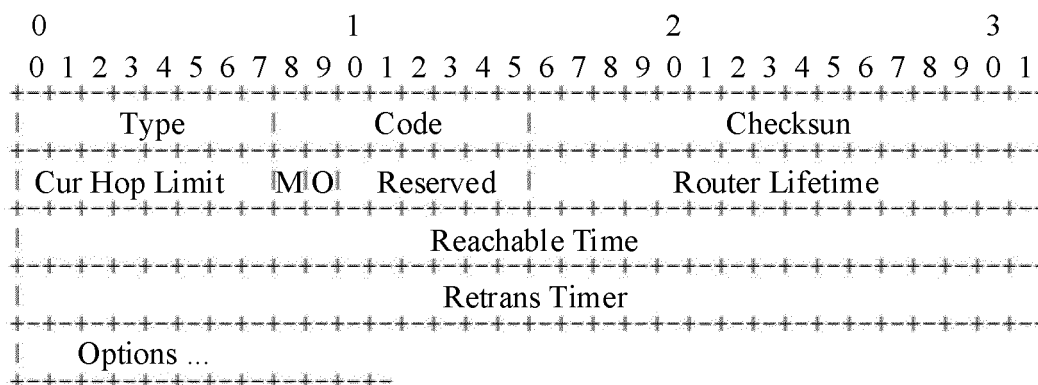 0 1 2 3
0 1 2 3 4 5 6 7 8 9 0 1 2 3 4 5 6 7 8 9 0 1 2 3 4 5 6 7 8 9 0 1
Type Code Checksun
Cur Hop Limit M O Reserved Router Lifetime
Reachable Time
Retrans Timer
Options ...